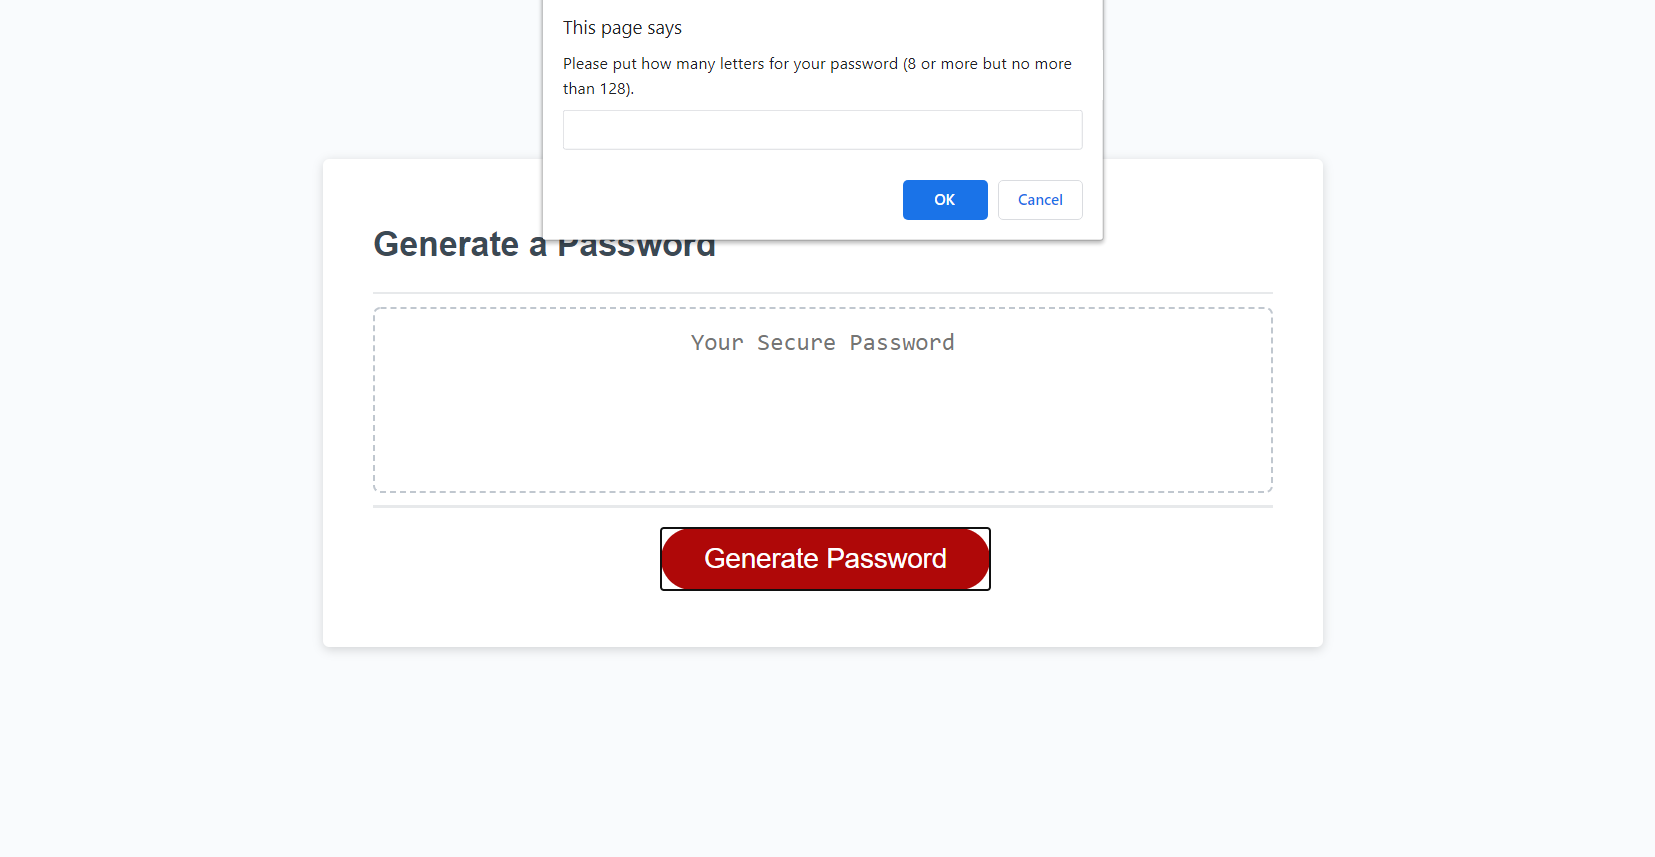 This page says
Please put how many letters for your password (8 or more but no more
than 128).
OK
Cancel
Generate a Password
Your Secure Password
Generate Password